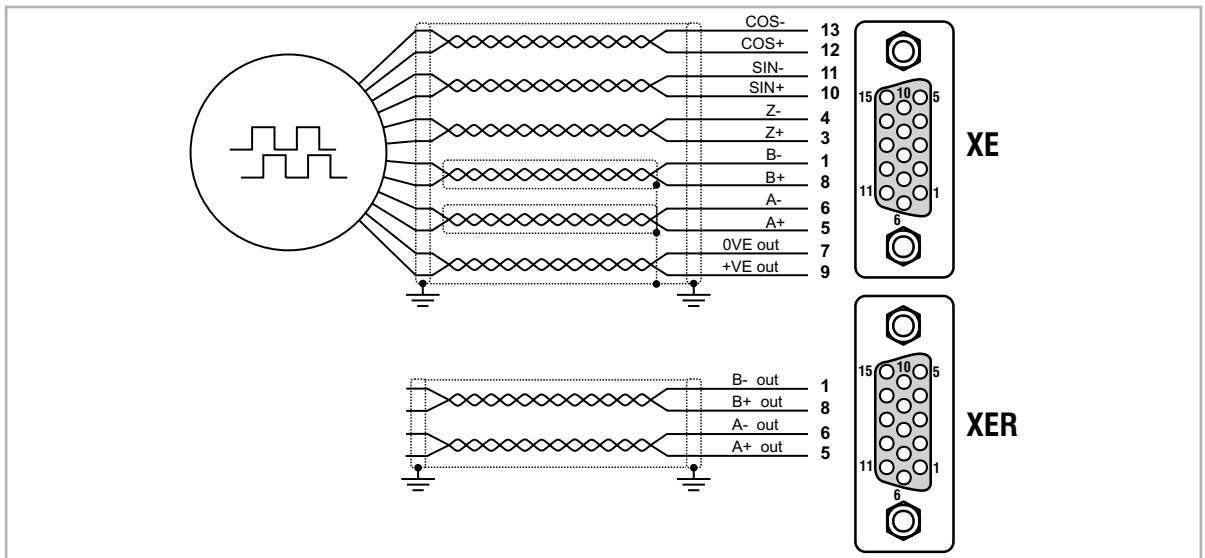 COS- 13
COS+ 12
SIN- 11
SIN+ 10
Z- 4
Z+ 3
B- 1
B+ 8
A- 6
A+ 5
0VE out 7
+VE out 9
15 10 5
11 1
6
XE
B- out 1
B+ out 8
A- out 6
A+ out 5
15 10 5
11 1
6
XER